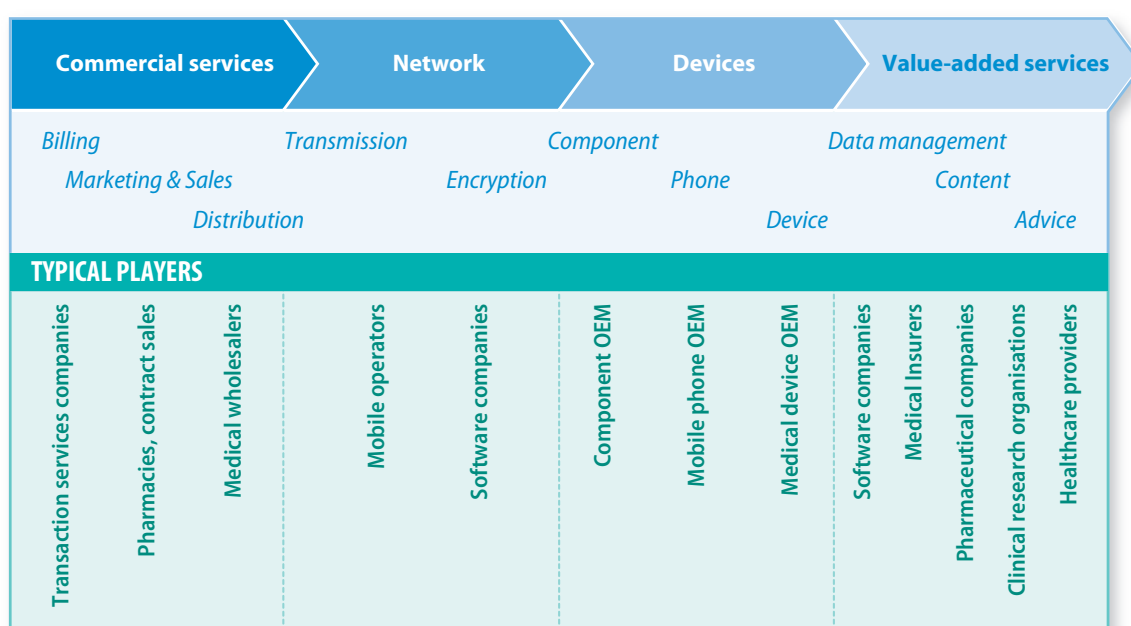 Commercial services
Network
Devices
Value-added services
Billing
Transmission
Component
Data management
Marketing & Sales
Encryption
Phone
Content
Distribution
Device
Advice
TYPICAL PLAYERS
Transaction services companies
Pharmacies, contract sales
Medical wholesalers
Mobile operators
Software companies
Component OEM
Mobile phone OEM
Medical device OEM
Software companies
Medical Insurers
Pharmaceutical companies
Clinical research organisations
Healthcare providers